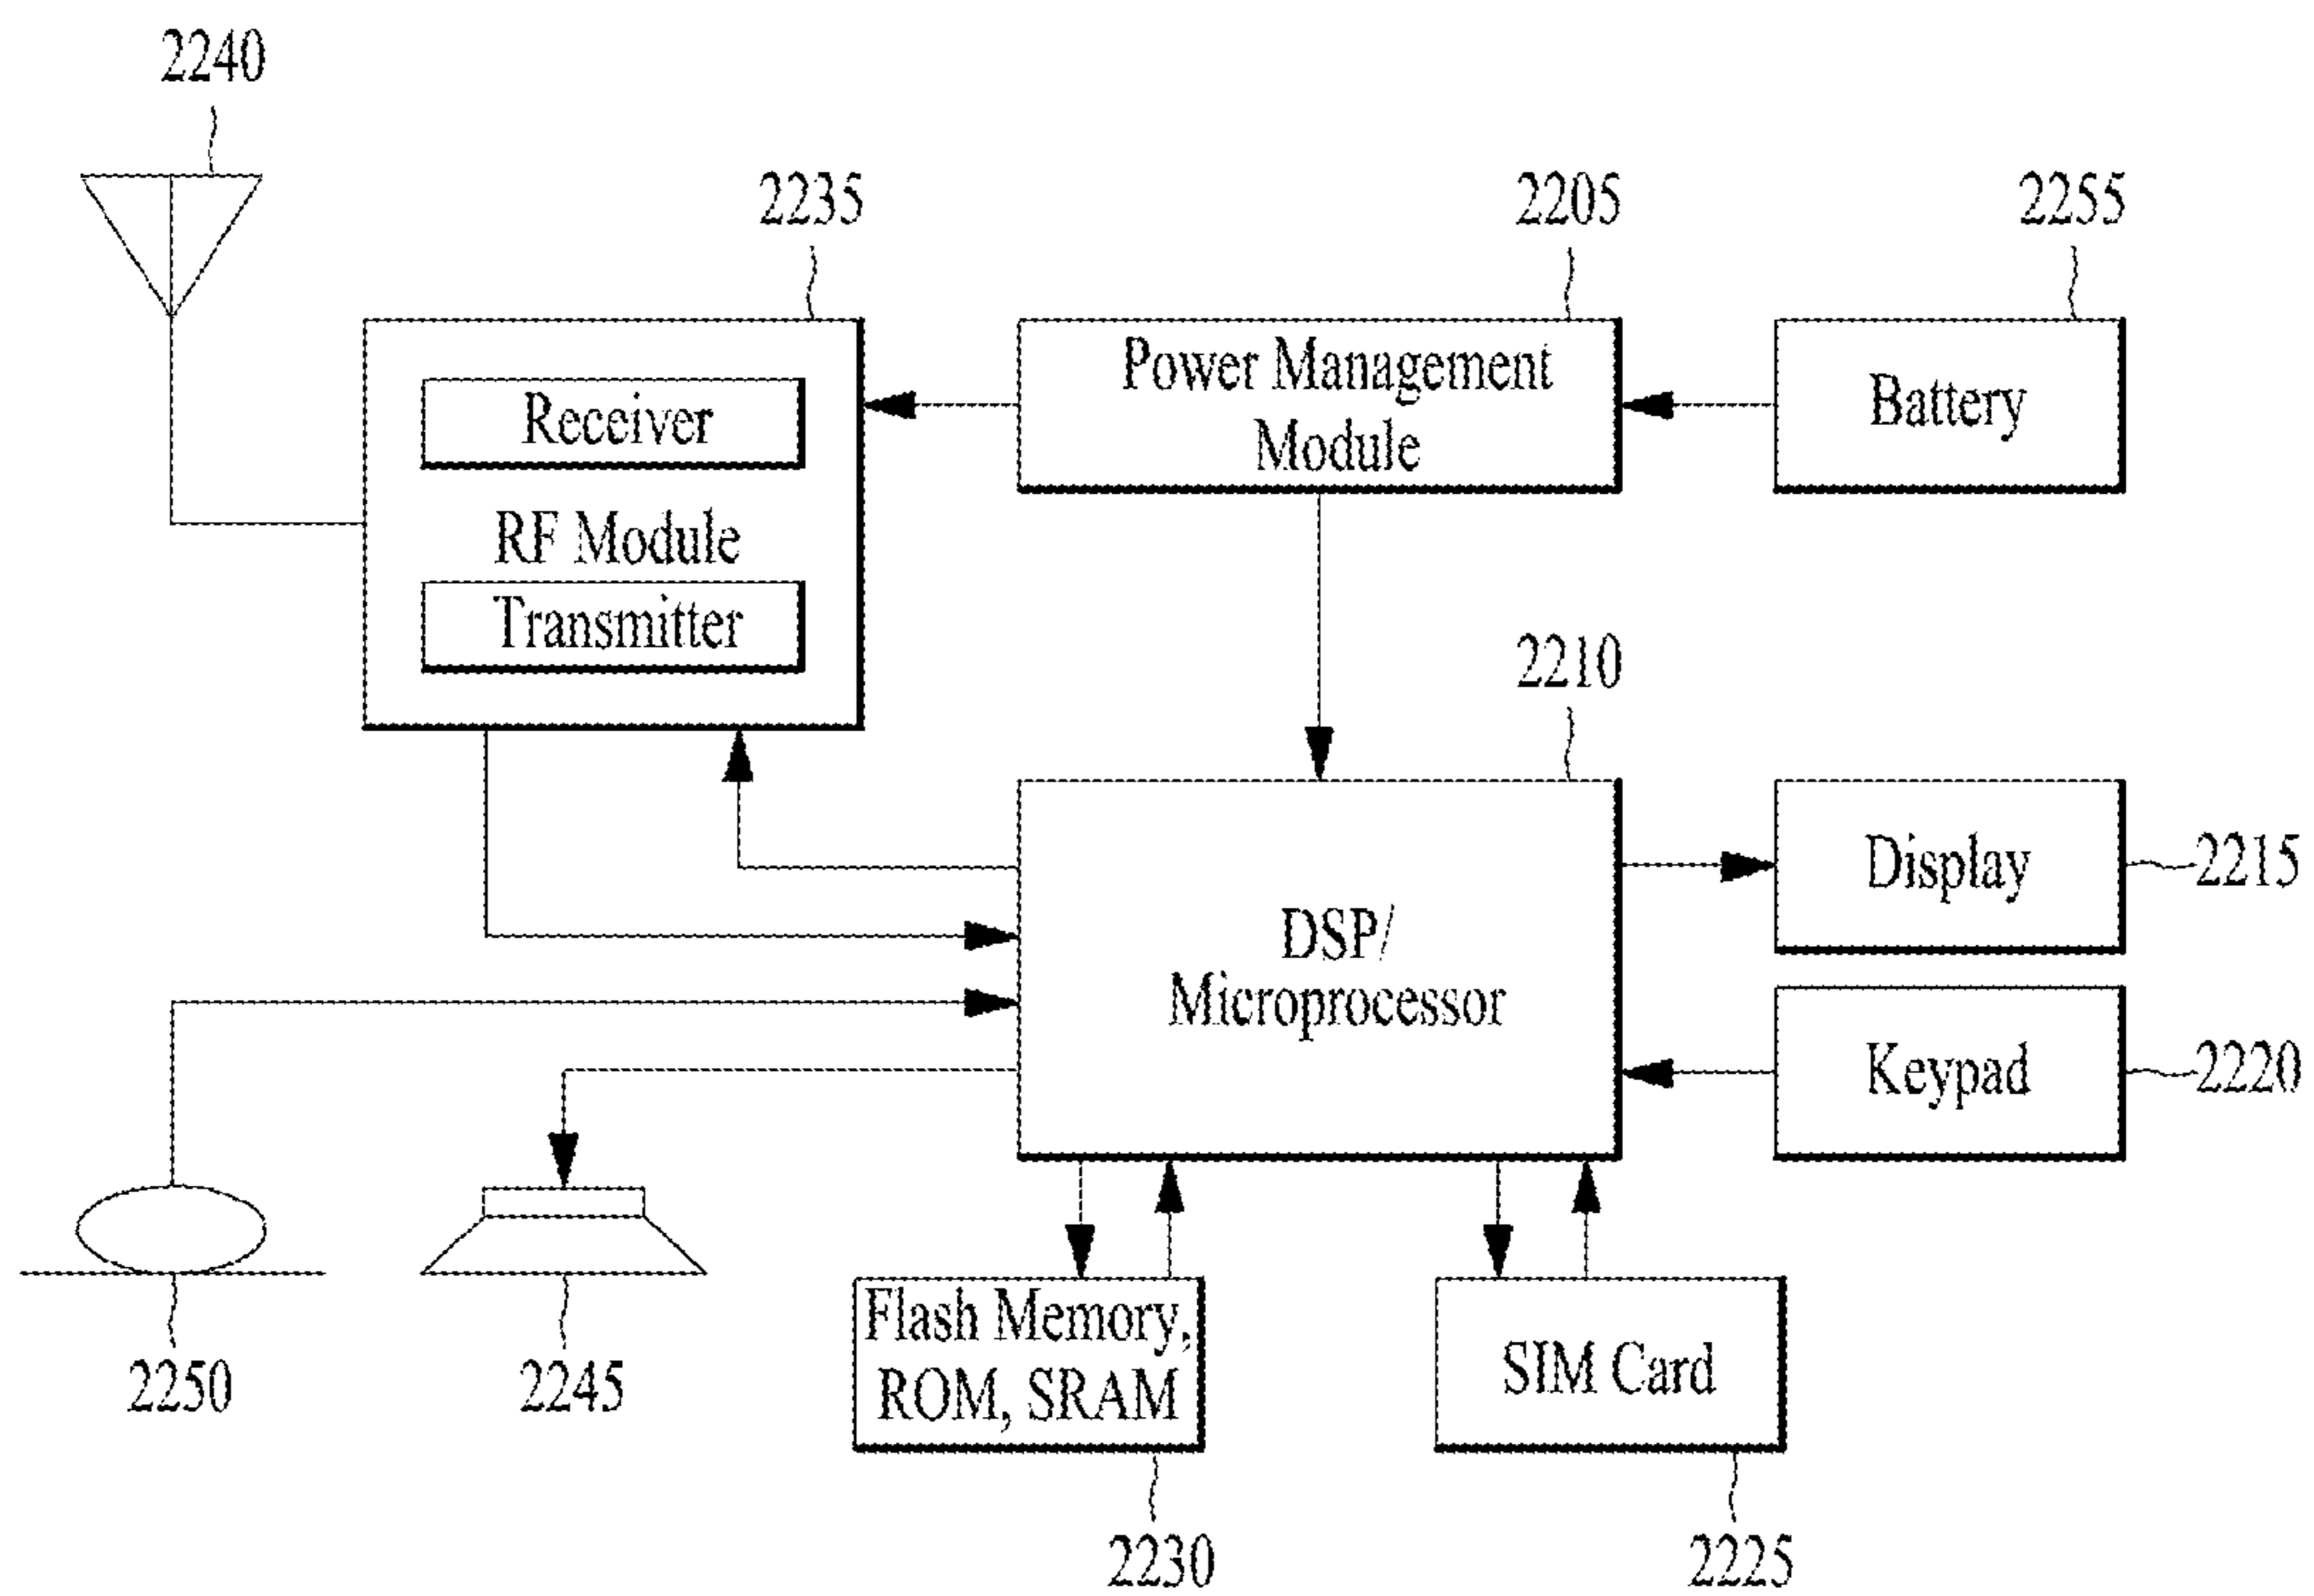 2240
2235
2205
2255
Receiver
RF Module
Transmitter
Power Management
Module
Battery
2210
DSP/
Microprocessor
Display
2215
Keypad
2220
2250
2245
Flash Memory,
ROM, SRAM
SIM Card
2230
2225